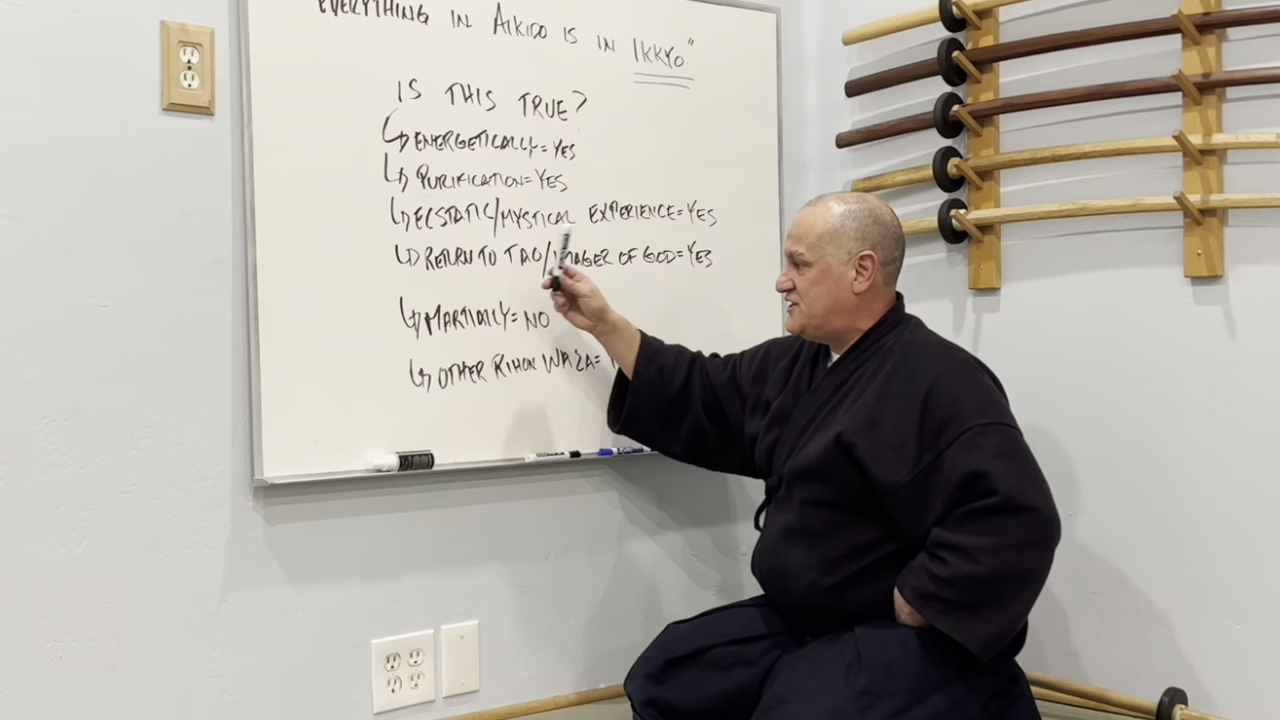 EVERYTHING IN AIKIDO IS IN IKKYO."
IS THIS TRUE?
↳ ENERGETICALLY = YES
↳ PURIFICATION = YES
↳ ECSTATIC/MYSTICAL EXPERIENCE = YES
↳ RETURN TO TAO/IMAGER OF GOD = YES
↳ MARTIALLY = NO
↳ OTHER KIHON WAZA =